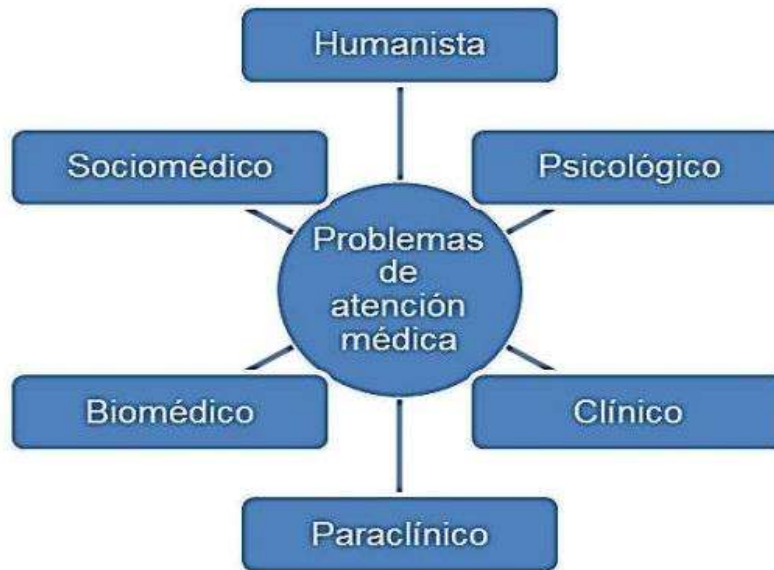 Humanista
Sociomédico
Psicológico
Problemas
de
atención
médica
Biomédico
Clínico
Paraclínico